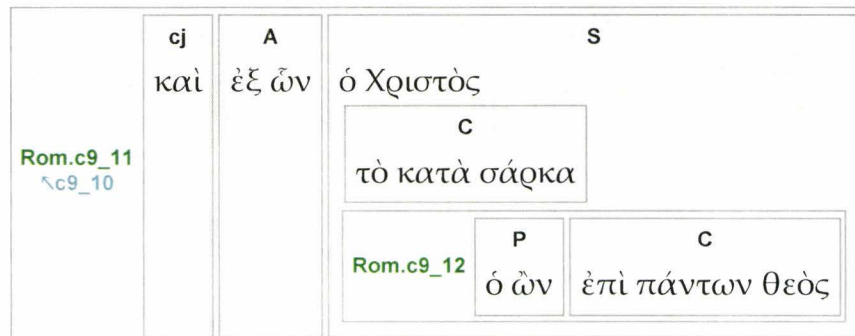 cj A S
καὶ ἐξ ὧν ὁ Χριστὸς
C
τὸ κατὰ σάρκα
Rom.c9_11
↖c9_10
P C
Rom.c9_12
ὁ ὢν ἐπὶ πάντων θεὸς